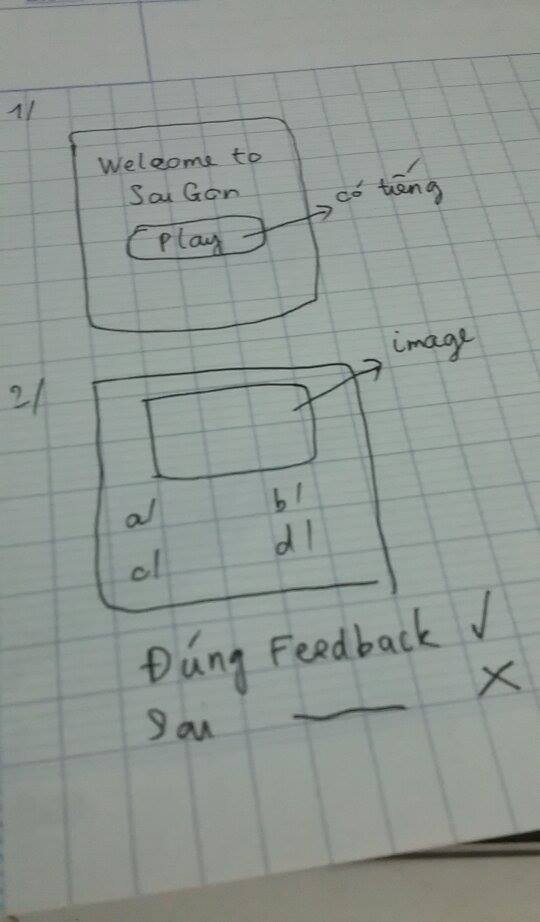 1/
Welcome to
Sai Gon
Play
có tiếng
2/
image
a/ b/
c/ d/
Đúng Feedback ✓
Sai —— X